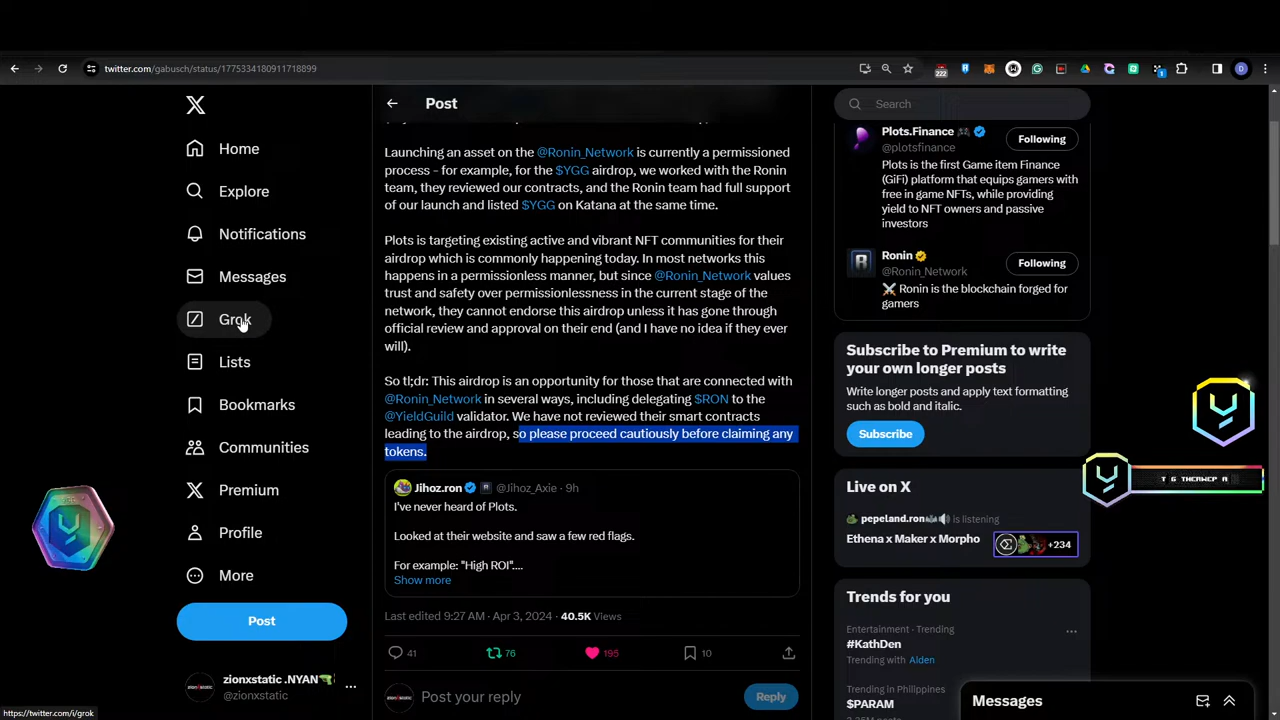 twitter.com/gabusch/status/1775334180911718899
222
1
D
Home
Explore
Notifications
Messages
Grok
Lists
Bookmarks
Communities
Premium
Profile
More
Post
zionxstatic .NYAN
@zionxstatic
https://twitter.com/i/grok
Post
Launching an asset on the @Ronin_Network is currently a permissioned
process - for example, for the $YGG airdrop, we worked with the Ronin
team, they reviewed our contracts, and the Ronin team had full support
of our launch and listed $YGG on Katana at the same time.
Plots is targeting existing active and vibrant NFT communities for their
airdrop which is commonly happening today. In most networks this
happens in a permissionless manner, but since @Ronin_Network values
trust and safety over permissionlessness in the current stage of the
network, they cannot endorse this airdrop unless it has gone through
official review and approval on their end (and I have no idea if they ever
will).
So tl;dr: This airdrop is an opportunity for those that are connected with
@Ronin_Network in several ways, including delegating $RON to the
@YieldGuild validator. We have not reviewed their smart contracts
leading to the airdrop, so please proceed cautiously before claiming any
tokens.
Jihoz.ron @Jihoz_Axie · 9h
I've never heard of Plots.
Looked at their website and saw a few red flags.
For example: "High ROI"....
Show more
Last edited 9:27 AM · Apr 3, 2024 · 40.5K Views
41 76 195 10
Post your reply
Reply
Search
Plots.Finance
@plotsfinance
Following
Plots is the first Game item Finance
(GiFi) platform that equips gamers with
free in game NFTs, while providing
yield to NFT owners and passive
investors
Ronin
@Ronin_Network
Following
Ronin is the blockchain forged for
gamers
Subscribe to Premium to write
your own longer posts
Write longer posts and apply text formatting
such as bold and italic.
Subscribe
Live on X
pepeland.ron is listening
Ethena x Maker x Morpho
+234
Trends for you
Entertainment · Trending
#KathDen
Trending with Alden
Trending in Philippines
$PARAM
Messages